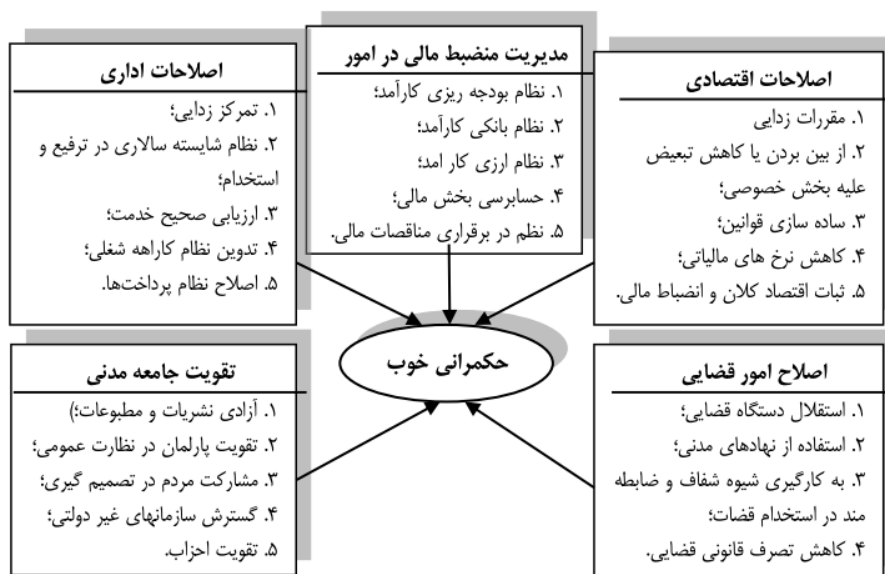 اصلاحات اقتصادی
۱. مقررات زدایی
۲. از بین بردن یا کاهش تبعیض
علیه بخش خصوصی؛
۳. ساده سازی قوانین؛
۴. کاهش نرخ های مالیاتی؛
۵. ثبات اقتصاد کلان و انضباط مالی.
مدیریت منضبط مالی در امور
۱. نظام بودجه ریزی کارآمد؛
۲. نظام بانکی کارآمد؛
۳. نظام ارزی کار امد؛
۴. حسابرسی بخش مالی؛
۵. نظم در برقراری مناقصات مالی.
اصلاحات اداری
۱. تمرکز زدایی؛
۲. نظام شایسته سالاری در ترفیع و
استخدام؛
۳. ارزیابی صحیح خدمت؛
۴. تدوین نظام کاراهه شغلی؛
۵. اصلاح نظام پرداخت‌ها.
حکمرانی خوب
اصلاح امور قضایی
۱. استقلال دستگاه قضایی؛
۲. استفاده از نهادهای مدنی؛
۳. به کارگیری شیوه شفاف و ضابطه
مند در استخدام قضات؛
۴. کاهش تصرف قانونی قضایی.
تقویت جامعه مدنی
۱. آزادی نشریات و مطبوعات؛)
۲. تقویت پارلمان در نظارت عمومی؛
۳. مشارکت مردم در تصمیم گیری؛
۴. گسترش سازمانهای غیر دولتی؛
۵. تقویت احزاب.